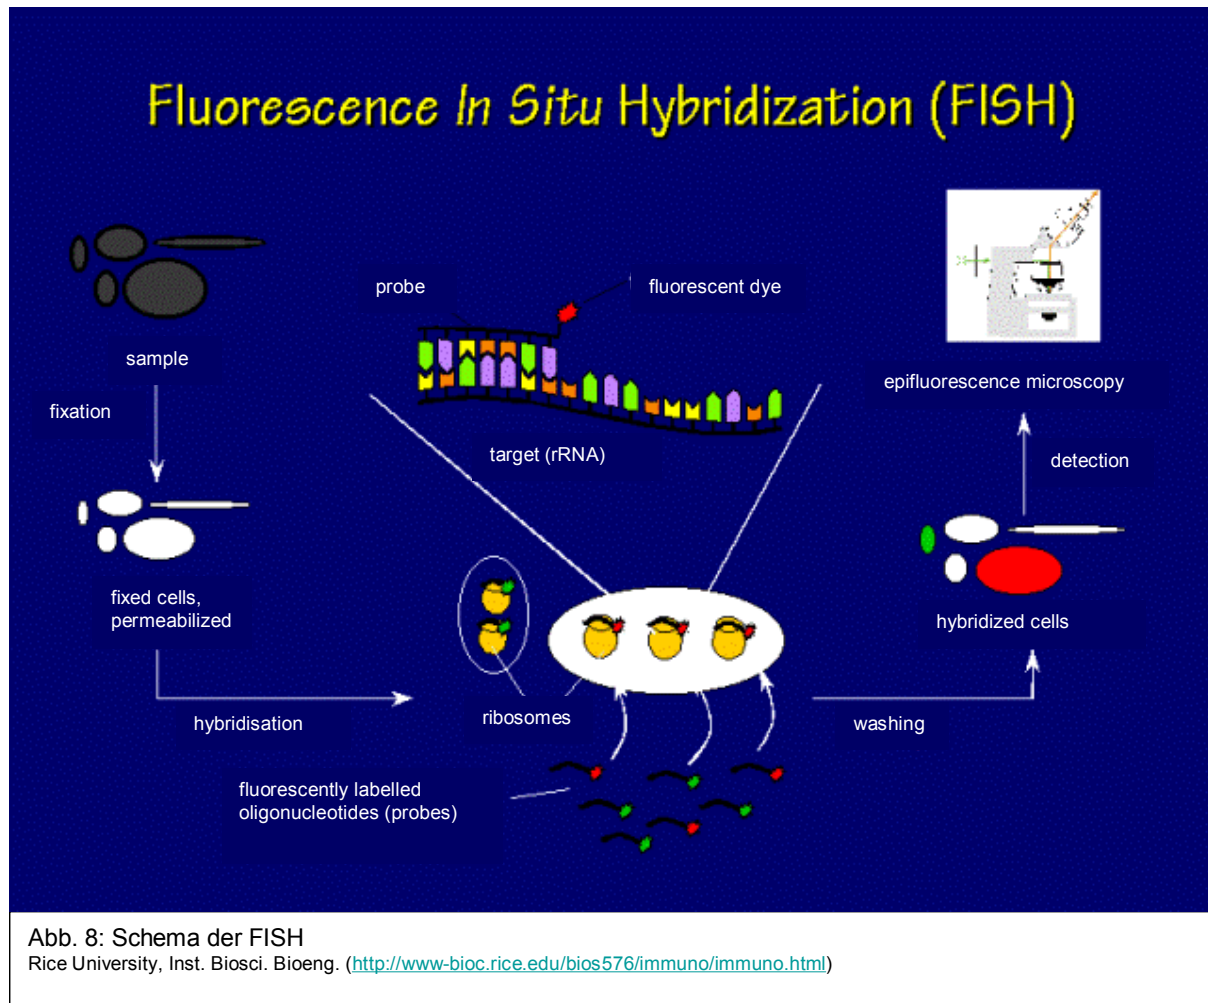 Fluorescence In Situ Hybridization (FISH)
sample
fixation
fixed cells,
permeabilized
hybridisation
probe
fluorescent dye
target (rRNA)
ribosomes
fluorescently labelled
oligonucleotides (probes)
washing
hybridized cells
detection
epifluorescence microscopy
Abb. 8: Schema der FISH
Rice University, Inst. Biosci. Bioeng. (http://www-bioc.rice.edu/bios576/immuno/immuno.html)